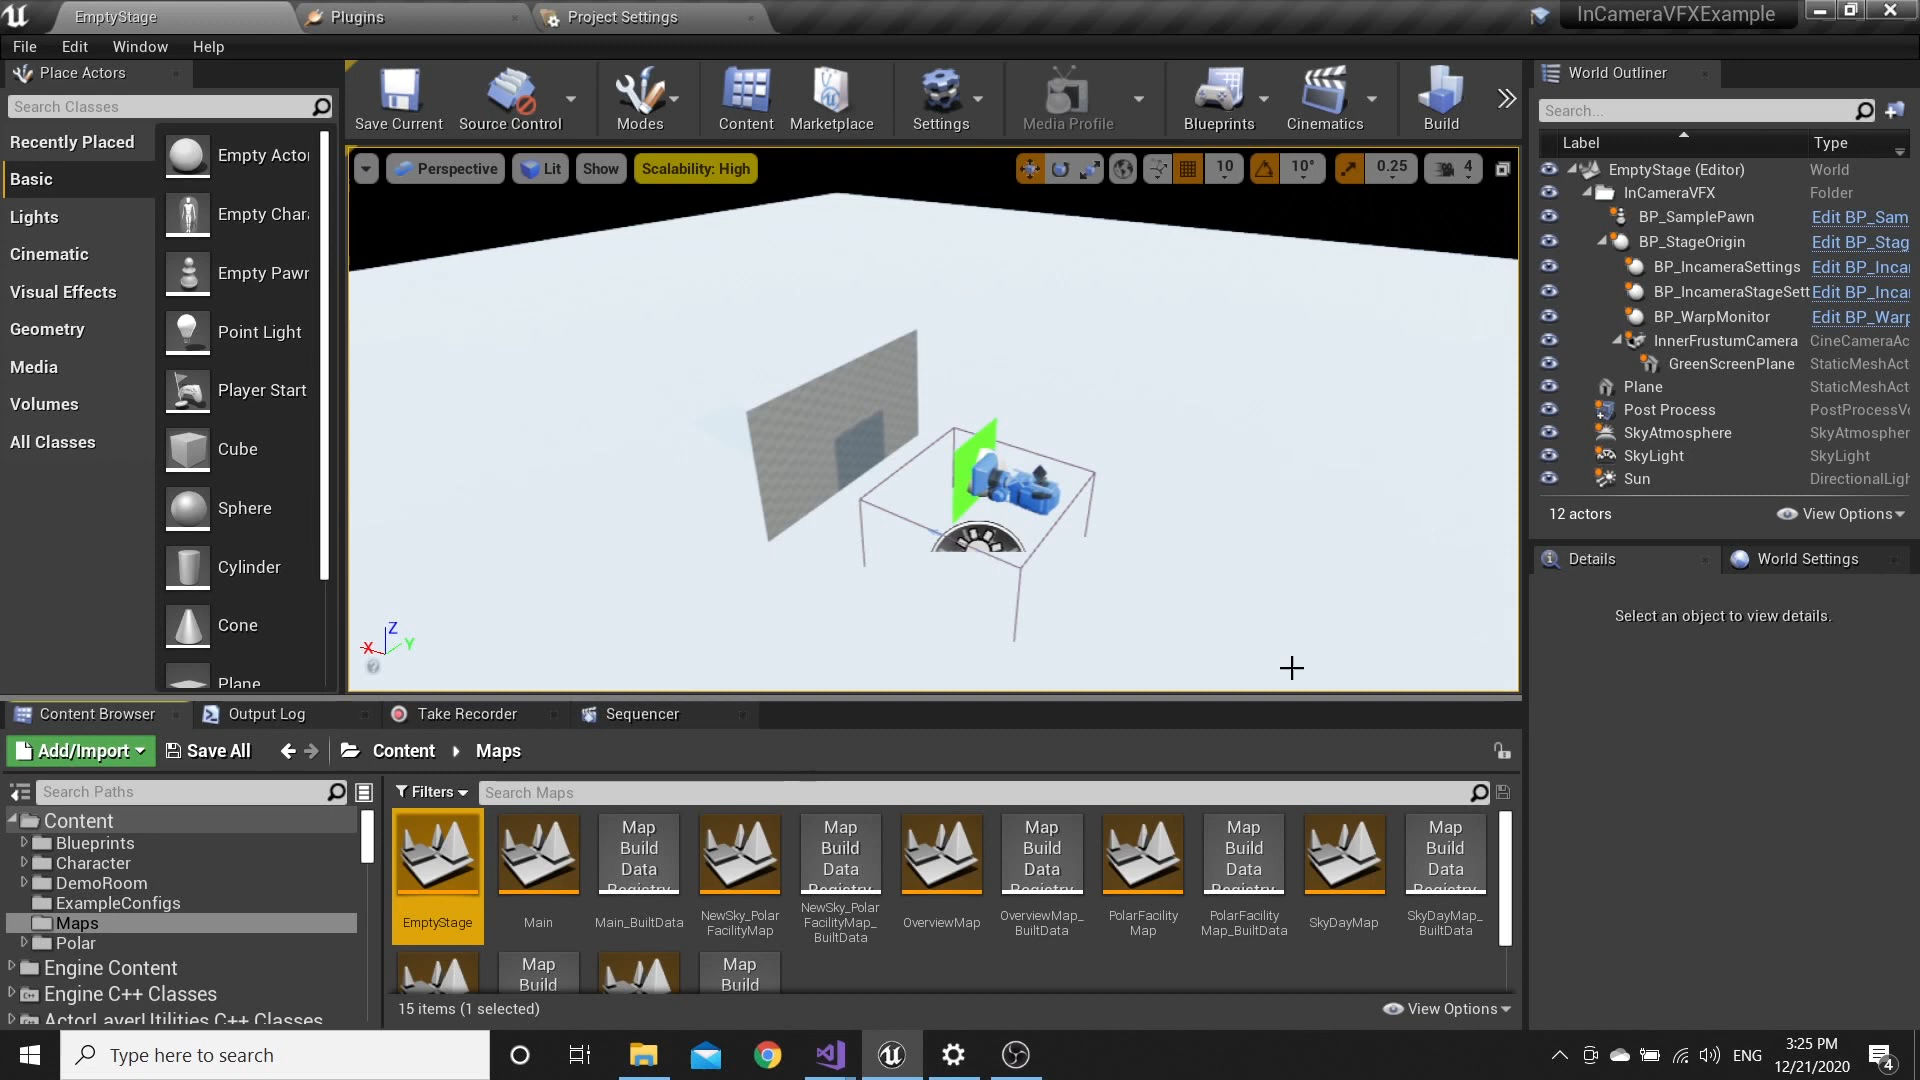 EmptyStage
Plugins
Project Settings
InCameraVFXExample
File Edit Window Help
Place Actors
Search Classes
Recently Placed
Basic
Lights
Cinematic
Visual Effects
Geometry
Media
Volumes
All Classes
Empty Actor
Empty Chara
Empty Pawn
Point Light
Player Start
Cube
Sphere
Cylinder
Cone
Plane
Save Current
Source Control
Modes
Content
Marketplace
Settings
Media Profile
Blueprints
Cinematics
Build
Perspective
Lit
Show
Scalability: High
10
10°
0.25
4
Z
X
Y
World Outliner
Search...
Label Type
EmptyStage (Editor) World
InCameraVFX Folder
BP_SamplePawn Edit BP_Sam
BP_StageOrigin Edit BP_Stag
BP_IncameraSettings Edit BP_Inca
BP_IncameraStageSett Edit BP_Inca
BP_WarpMonitor Edit BP_Warp
InnerFrustumCamera CineCameraAc
GreenScreenPlane StaticMeshAct
Plane StaticMeshAct
Post Process PostProcessVo
SkyAtmosphere SkyAtmospher
SkyLight SkyLight
Sun DirectionalLigh
12 actors
View Options
Details
World Settings
Select an object to view details.
Content Browser
Output Log
Take Recorder
Sequencer
Add/Import
Save All
Content
Maps
Search Paths
Filters
Search Maps
Content
Blueprints
Character
DemoRoom
ExampleConfigs
Maps
Polar
Engine Content
Engine C++ Classes
ActorLayerUtilities C++ Classes
EmptyStage
Main
Map
Build
Data
Registry
Main_BuiltData
NewSky_Polar
FacilityMap
Map
Build
Data
Registry
NewSky_Polar
FacilityMap_
BuiltData
OverviewMap
Map
Build
Data
Registry
OverviewMap_
BuiltData
PolarFacility
Map
Map
Build
Data
Registry
PolarFacility
Map_BuiltData
SkyDayMap
Map
Build
Data
Registry
SkyDayMap_
BuiltData
Map
Build
Map
Build
15 items (1 selected)
View Options
Type here to search
ENG
3:25 PM
12/21/2020
4